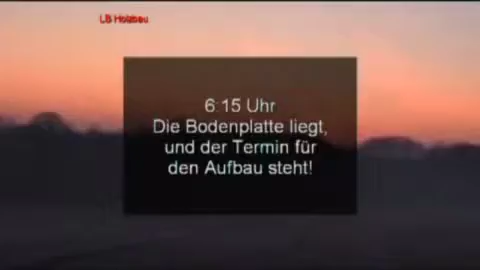 LB Holzbau
6:15 Uhr
Die Bodenplatte liegt,
und der Termin für
den Aufbau steht!